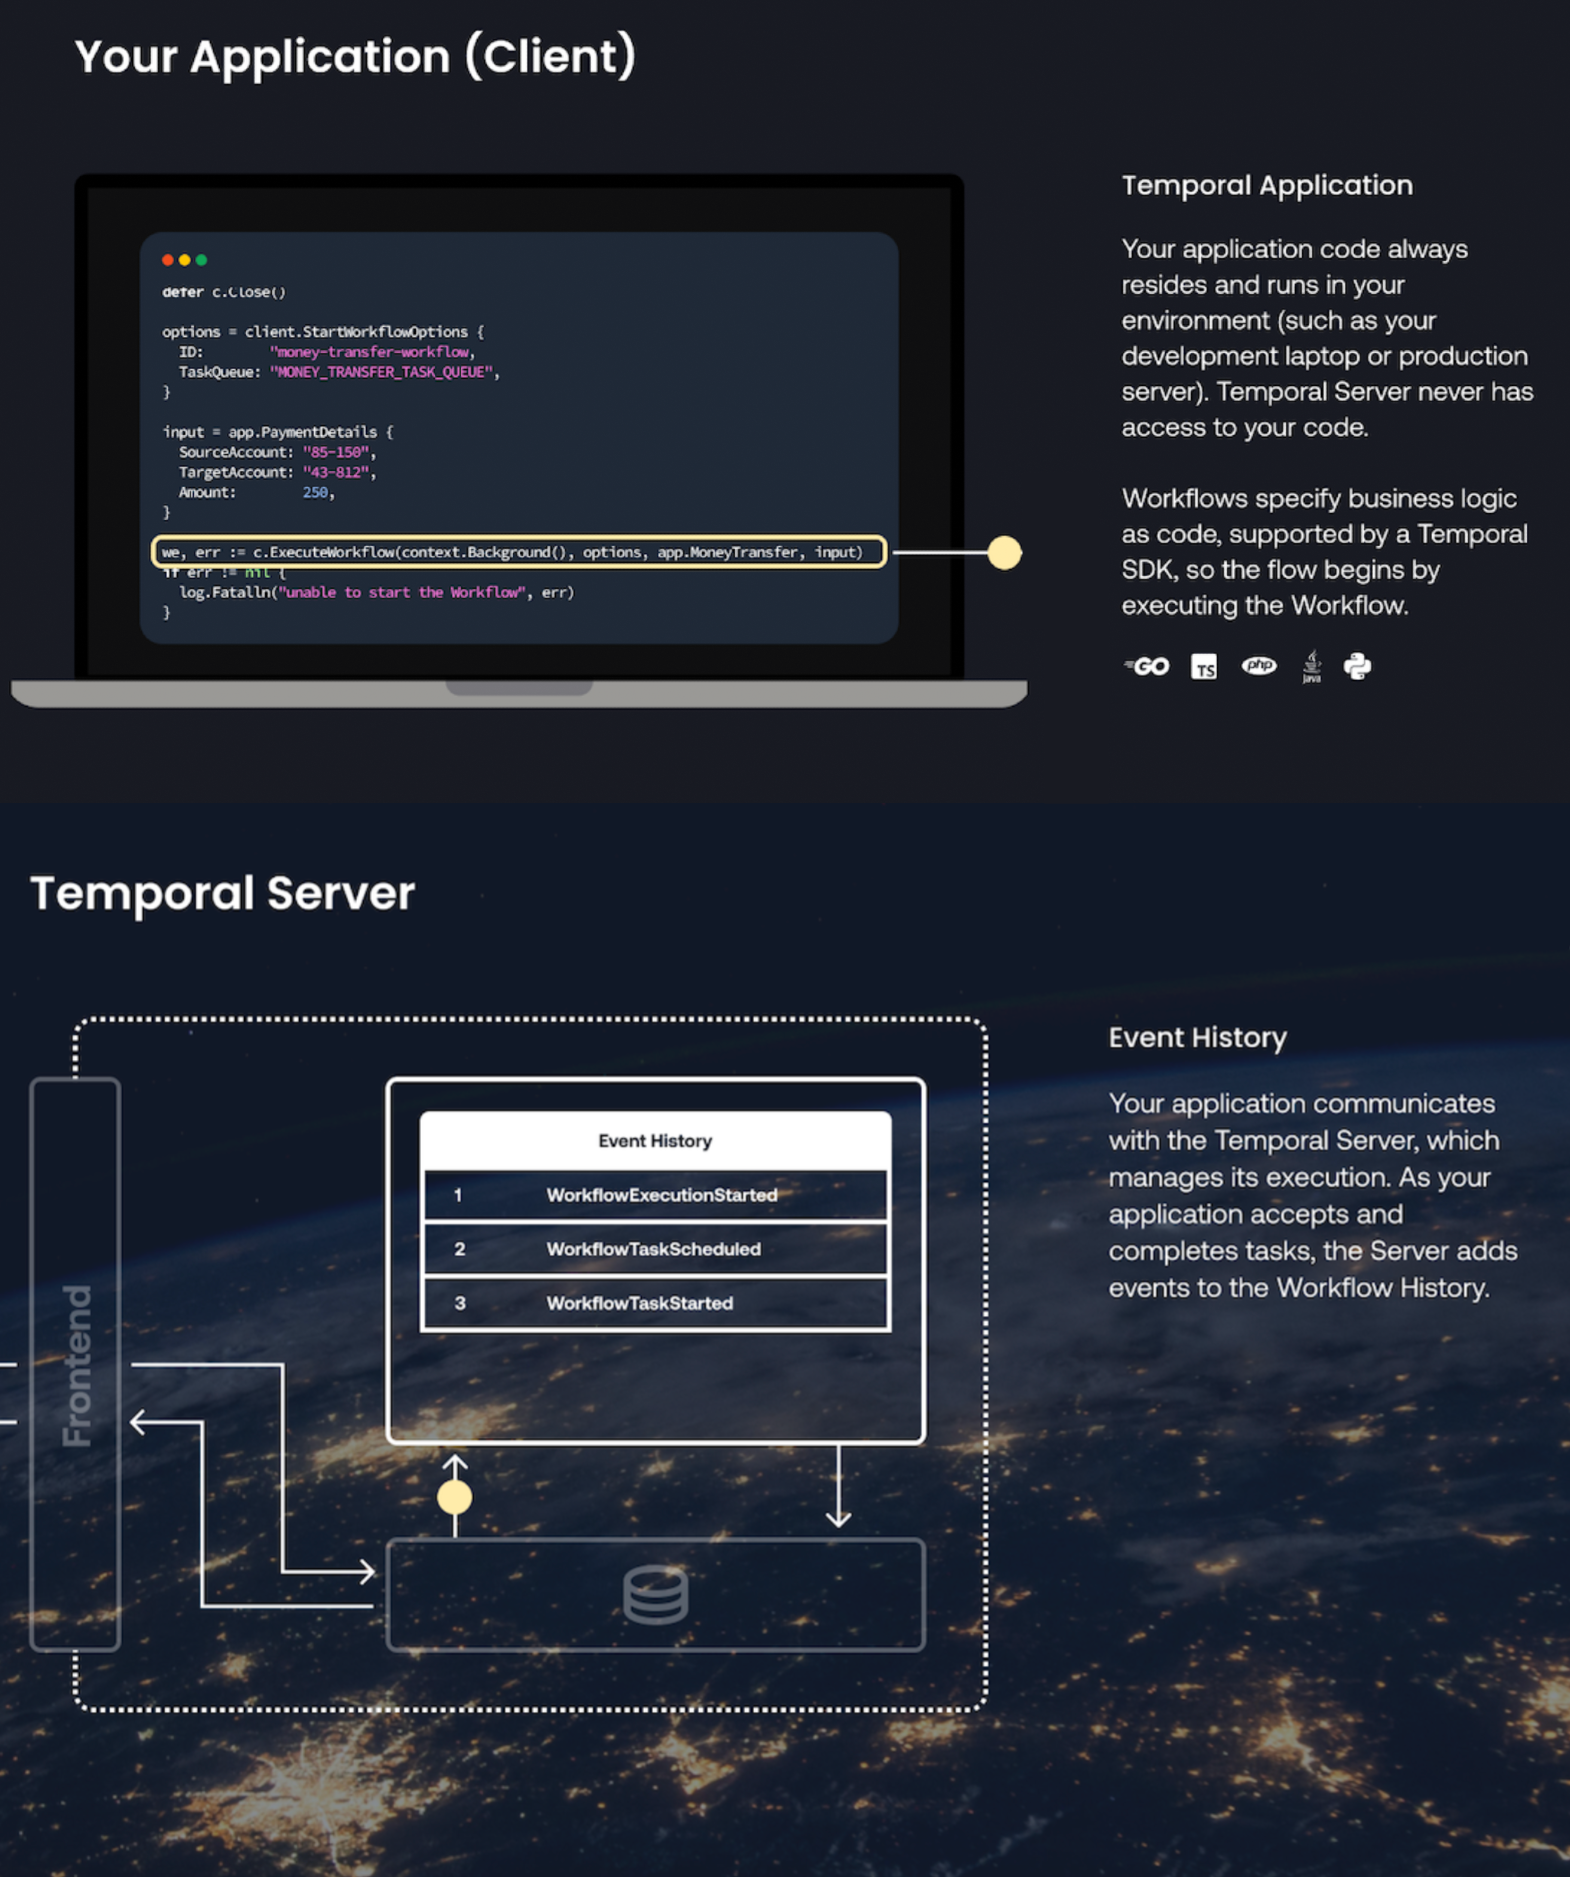 Your Application (Client)
defer c.Close()
options = client.StartWorkflowOptions {
ID: "money-transfer-workflow,
TaskQueue: "MONEY_TRANSFER_TASK_QUEUE",
}
input = app.PaymentDetails {
SourceAccount: "85-150",
TargetAccount: "43-812",
Amount: 250,
}
we, err := c.ExecuteWorkflow(context.Background(), options, app.MoneyTransfer, input)
if err != nil {
log.Fatalln("unable to start the Workflow", err)
}
Temporal Application
Your application code always
resides and runs in your
environment (such as your
development laptop or production
server). Temporal Server never has
access to your code.
Workflows specify business logic
as code, supported by a Temporal
SDK, so the flow begins by
executing the Workflow.
GO TS php Java
Temporal Server
Frontend
Event History
1 WorkflowExecutionStarted
2 WorkflowTaskScheduled
3 WorkflowTaskStarted
Event History
Your application communicates
with the Temporal Server, which
manages its execution. As your
application accepts and
completes tasks, the Server adds
events to the Workflow History.